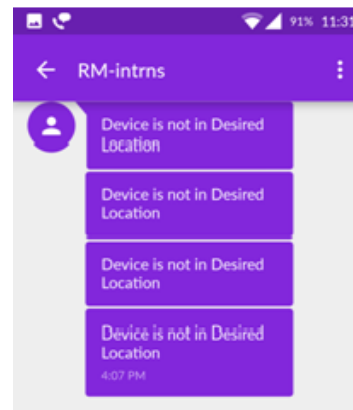 91% 11:31
RM-intrns
Device is not in Desired
Location
Device is not in Desired
Location
Device is not in Desired
Location
Device is not in Desired
Location
4:07 PM